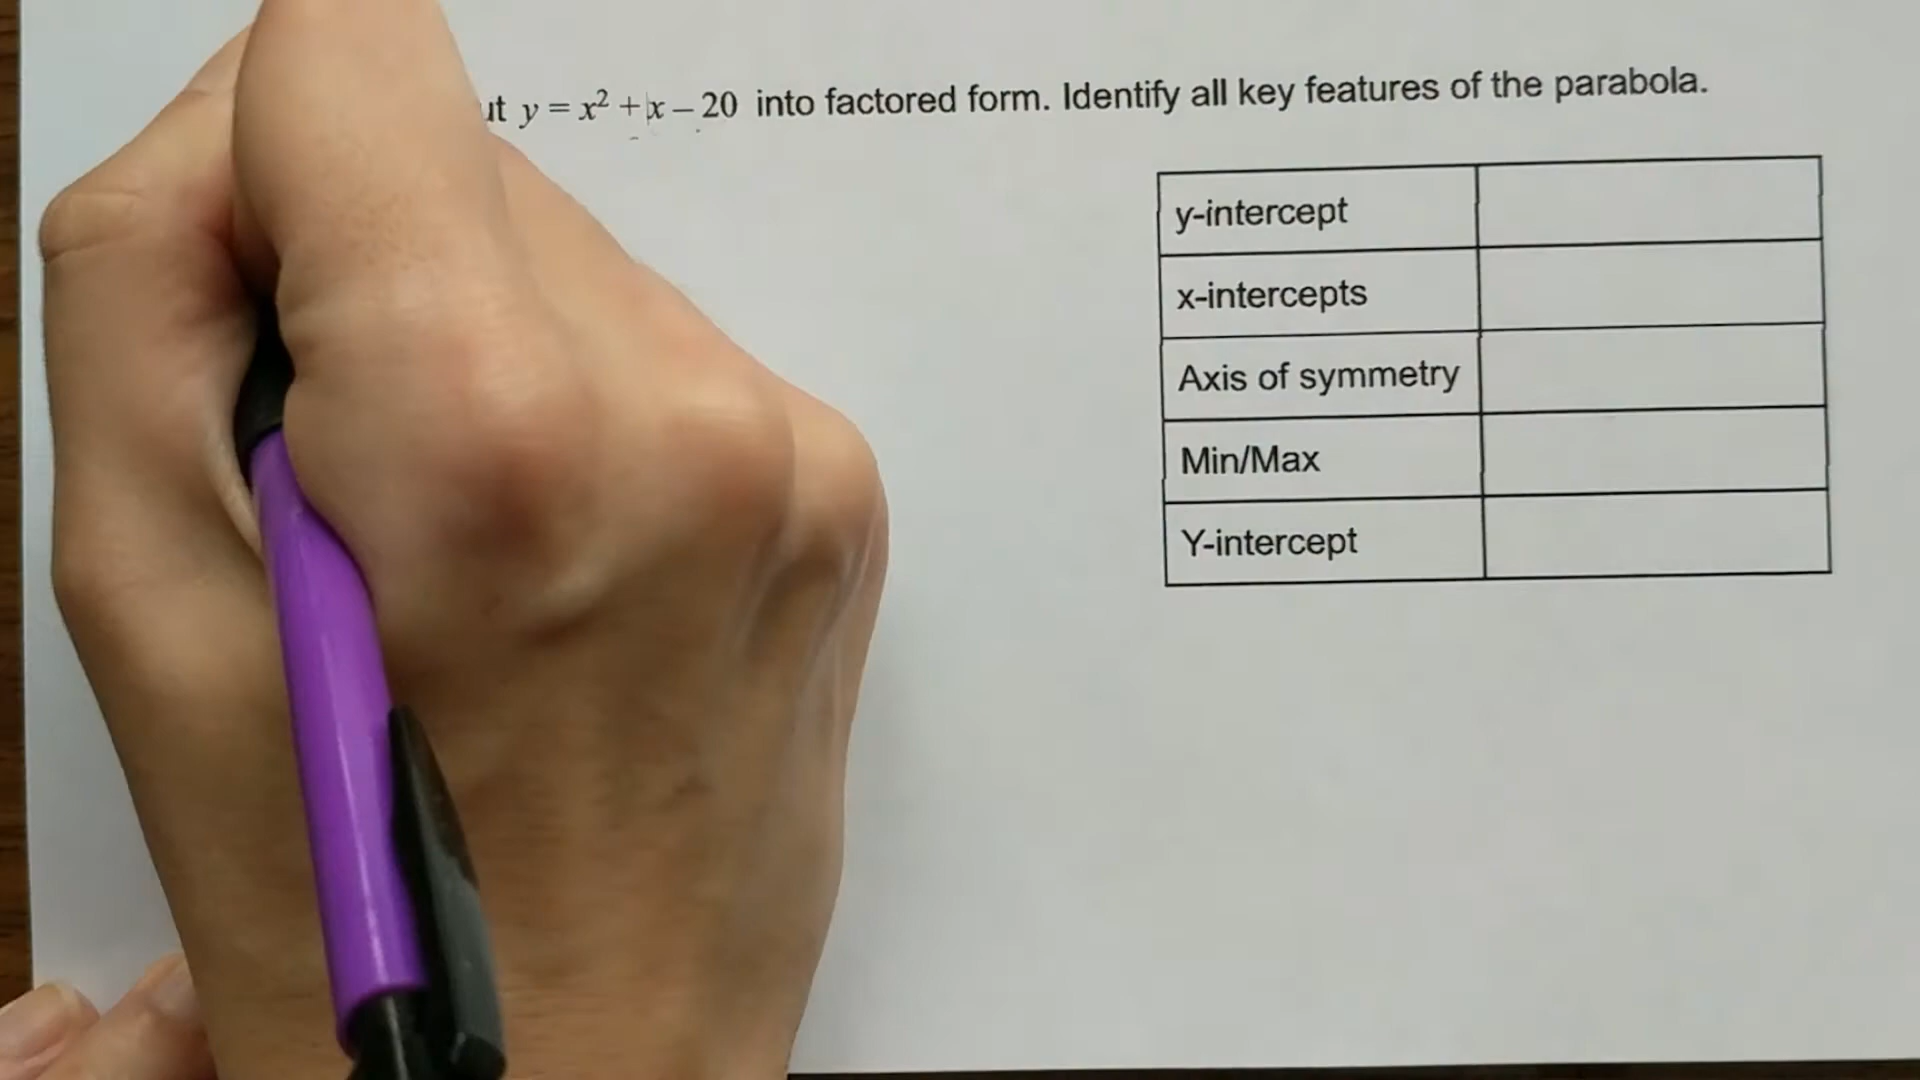 y = x² + x – 20 into factored form. Identify all key features of the parabola.
y-intercept
x-intercepts
Axis of symmetry
Min/Max
Y-intercept